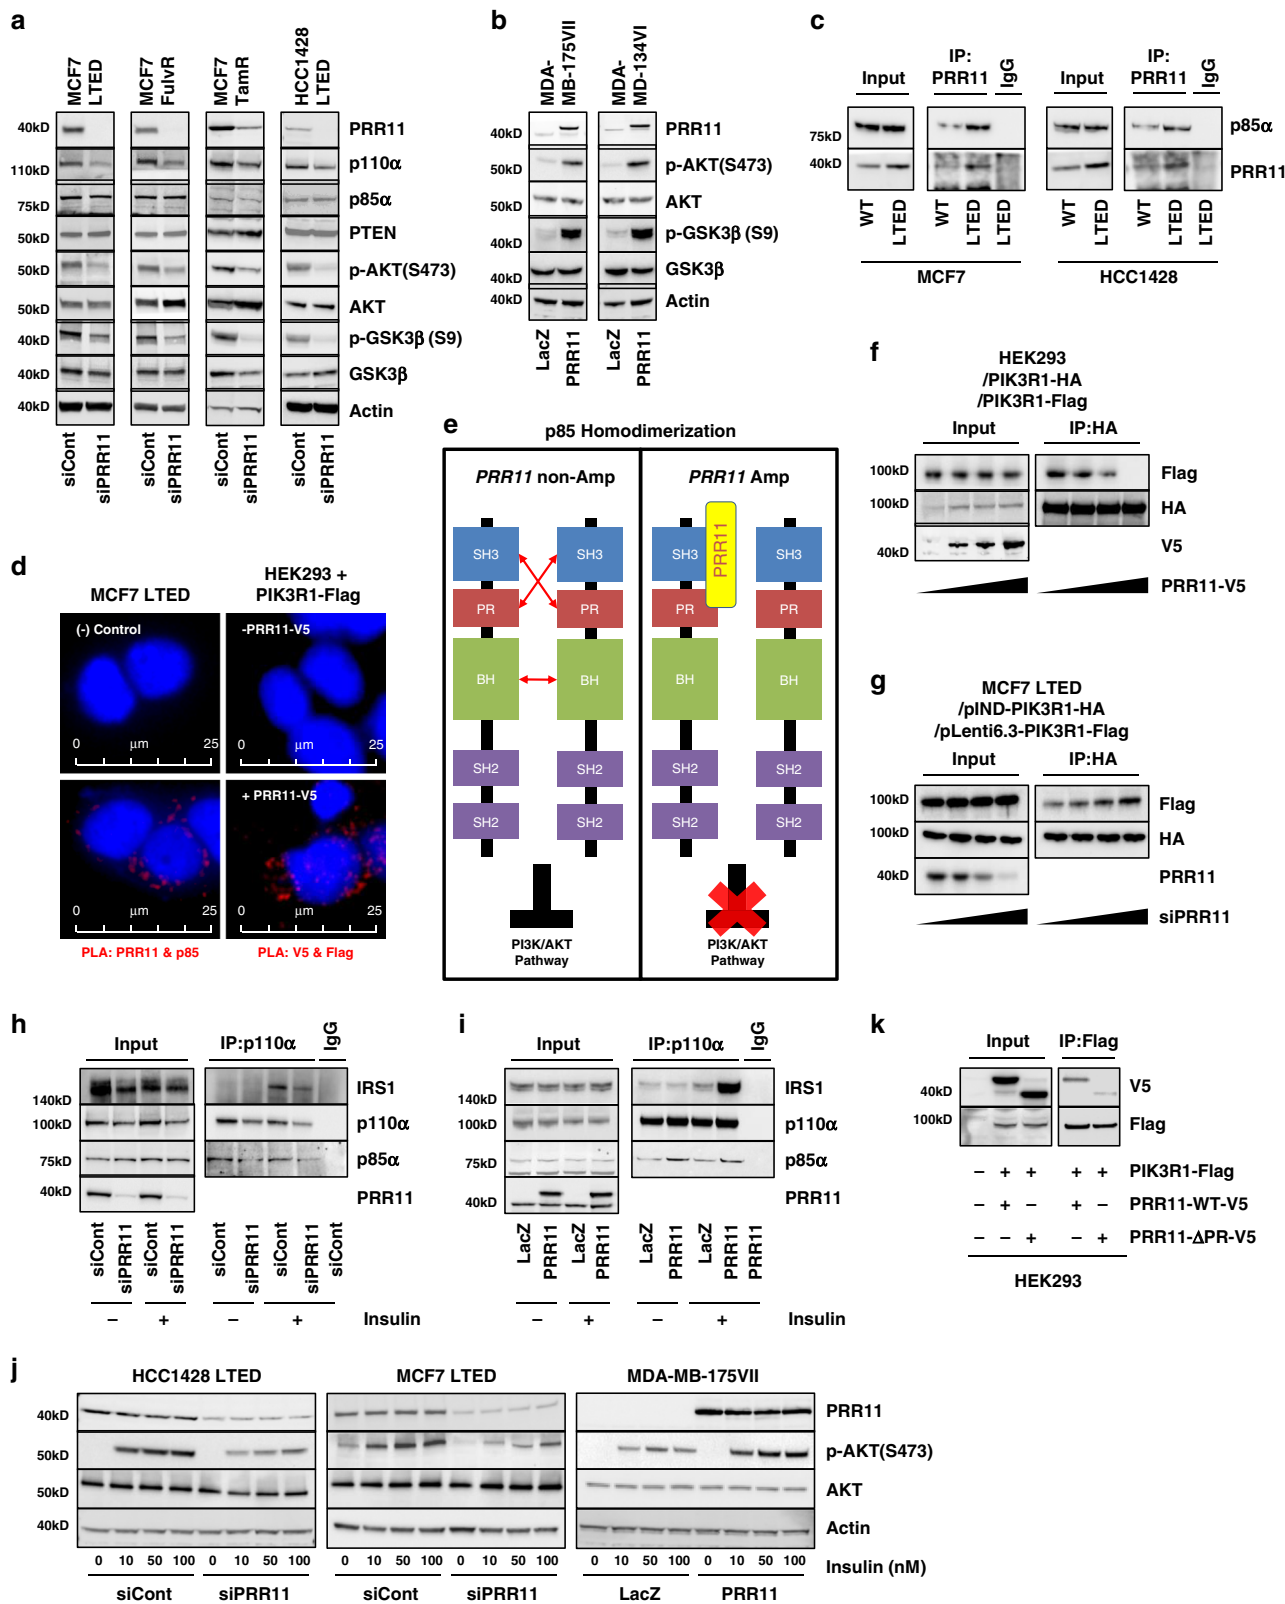 a
MCF7 LTED
MCF7 FulvR
MCF7 TamR
HCC1428 LTED
40kD
PRR11
110kD
p110α
75kD
p85α
50kD
PTEN
50kD
p-AKT(S473)
50kD
AKT
40kD
p-GSK3β (S9)
40kD
GSK3β
40kD
Actin
siCont
siPRR11
siCont
siPRR11
siCont
siPRR11
siCont
siPRR11
b
MDA-MB-175VII
MDA-MD-134VI
40kD
PRR11
50kD
p-AKT(S473)
50kD
AKT
40kD
p-GSK3β (S9)
40kD
GSK3β
40kD
Actin
LacZ
PRR11
LacZ
PRR11
c
Input
IP: PRR11
IgG
Input
IP: PRR11
IgG
75kD
p85α
40kD
PRR11
WT
LTED
WT
LTED
LTED
WT
LTED
WT
LTED
LTED
MCF7
HCC1428
d
MCF7 LTED
HEK293 +
PIK3R1-Flag
(-) Control
-PRR11-V5
0 μm 25
0 μm 25
+ PRR11-V5
0 μm 25
0 μm 25
PLA: PRR11 & p85
PLA: V5 & Flag
e
p85 Homodimerization
PRR11 non-Amp
PRR11 Amp
PRR11
SH3
SH3
SH3
SH3
PR
PR
PR
PR
BH
BH
BH
BH
SH2
SH2
SH2
SH2
SH2
SH2
SH2
SH2
PI3K/AKT
Pathway
PI3K/AKT
Pathway
f
HEK293
/PIK3R1-HA
/PIK3R1-Flag
Input
IP:HA
100kD
Flag
100kD
HA
40kD
V5
PRR11-V5
g
MCF7 LTED
/pIND-PIK3R1-HA
/pLenti6.3-PIK3R1-Flag
Input
IP:HA
100kD
Flag
100kD
HA
40kD
PRR11
siPRR11
h
Input
IP:p110α
IgG
140kD
IRS1
100kD
p110α
75kD
p85α
40kD
PRR11
siCont
siPRR11
siCont
siPRR11
siCont
siPRR11
siCont
siPRR11
siCont
– + – + Insulin
i
Input
IP:p110α
IgG
140kD
IRS1
100kD
p110α
75kD
p85α
40kD
PRR11
LacZ
PRR11
LacZ
PRR11
LacZ
PRR11
LacZ
PRR11
PRR11
– + – + Insulin
k
Input
IP:Flag
40kD
V5
100kD
Flag
– + + + + PIK3R1-Flag
– + – + – PRR11-WT-V5
– – + – + PRR11-ΔPR-V5
HEK293
j
HCC1428 LTED
MCF7 LTED
MDA-MB-175VII
40kD
PRR11
50kD
p-AKT(S473)
50kD
AKT
40kD
Actin
0 10 50 100 0 10 50 100 0 10 50 100 0 10 50 100 0 10 50 100 0 10 50 100 Insulin (nM)
siCont siPRR11 siCont siPRR11 LacZ PRR11